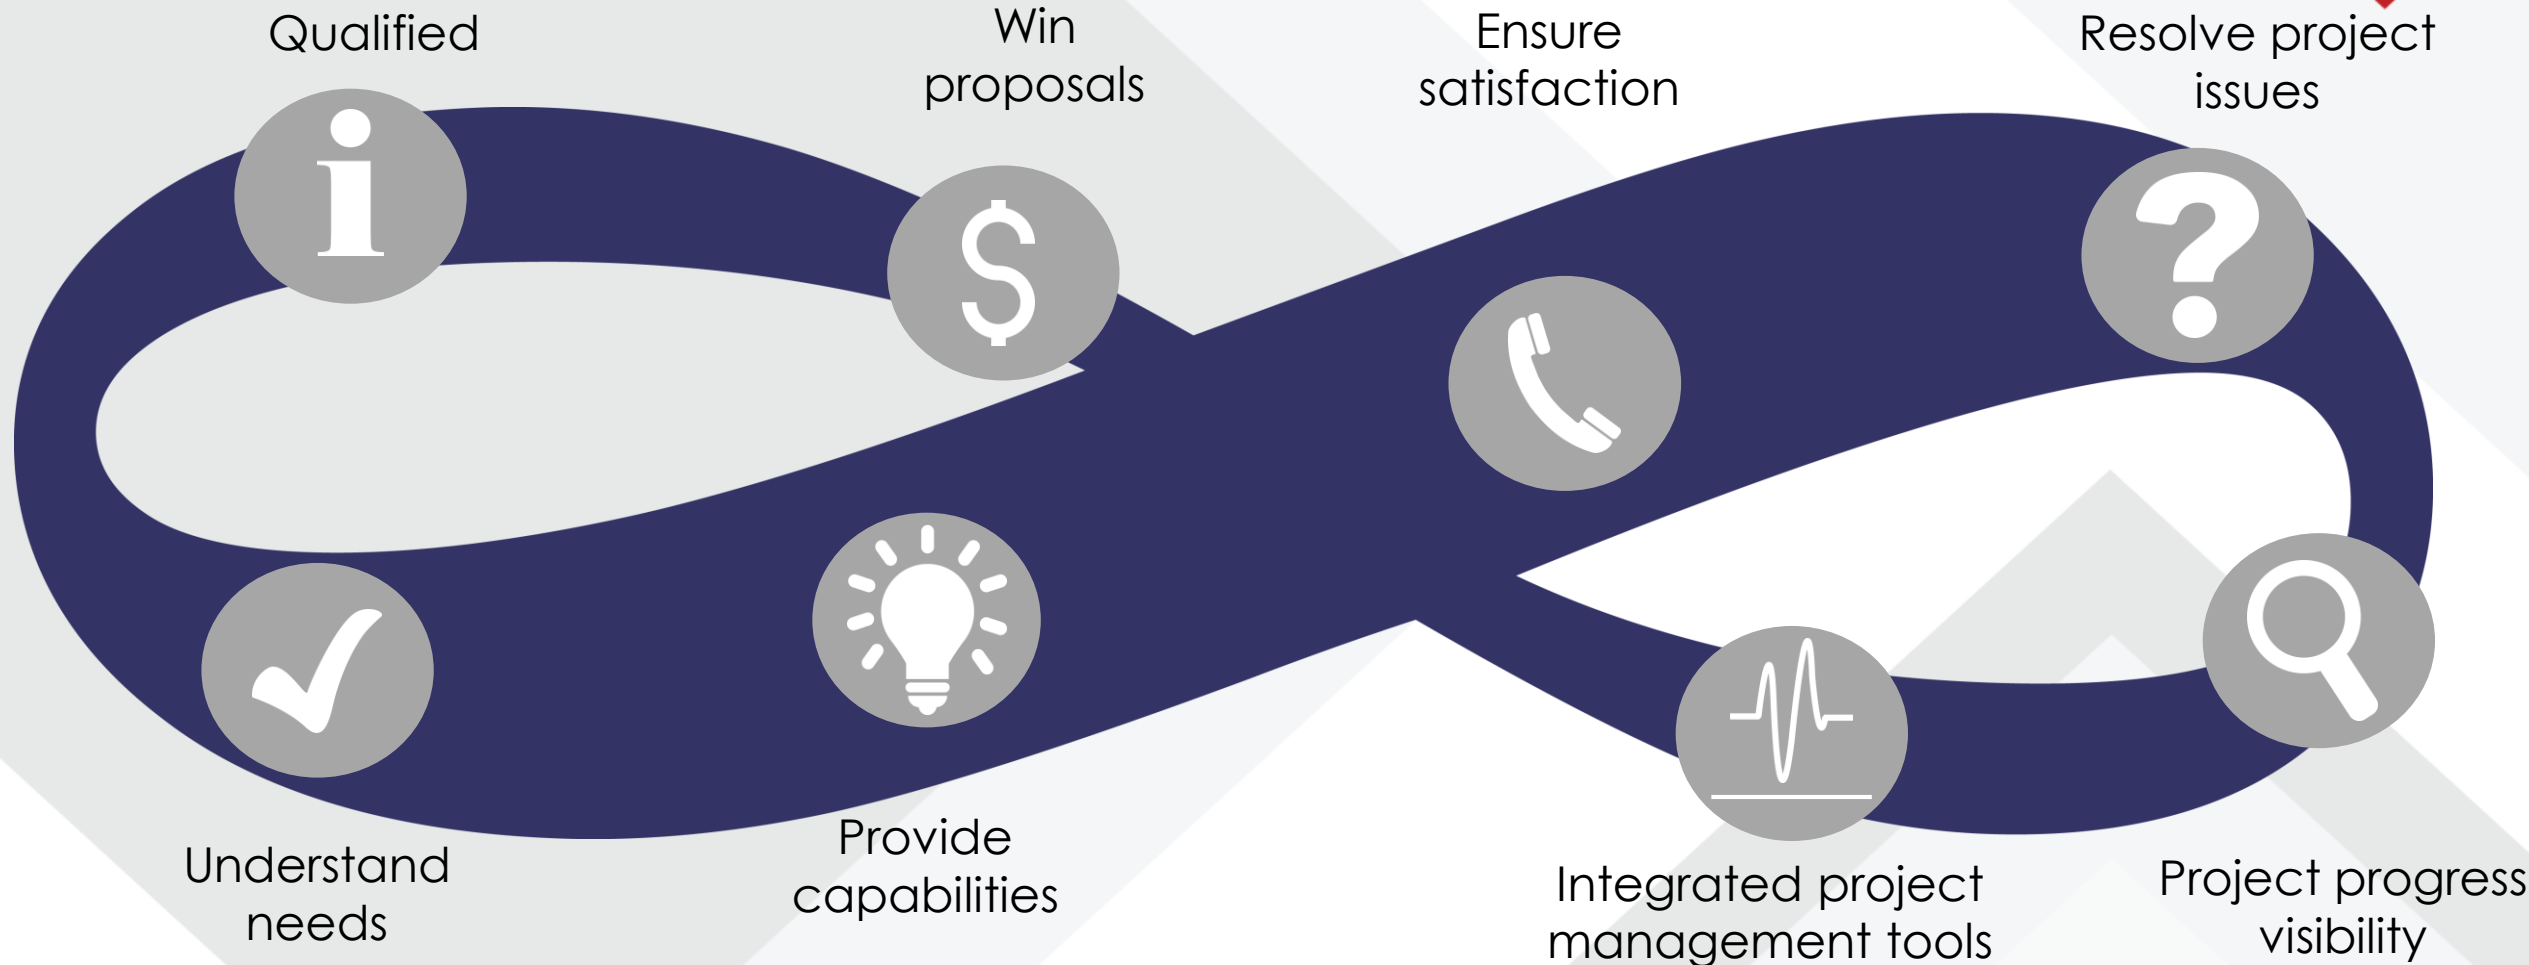 Qualified
Win
proposals
Ensure
satisfaction
Resolve project
issues
Understand
needs
Provide
capabilities
Integrated project
management tools
Project progress
visibility